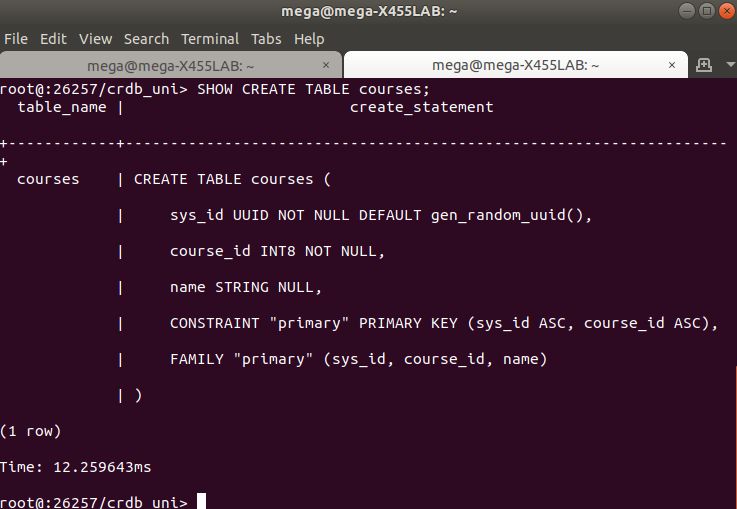 mega@mega-X455LAB: ~
File Edit View Search Terminal Tabs Help
mega@mega-X455LAB: ~ × mega@mega-X455LAB: ~ ×
root@:26257/crdb_uni> SHOW CREATE TABLE courses;
  table_name |                         create_statement
+------------+-------------------------------------------------------------------
+
  courses    | CREATE TABLE courses (
             |     sys_id UUID NOT NULL DEFAULT gen_random_uuid(),
             |     course_id INT8 NOT NULL,
             |     name STRING NULL,
             |     CONSTRAINT "primary" PRIMARY KEY (sys_id ASC, course_id ASC),
             |     FAMILY "primary" (sys_id, course_id, name)
             | )
(1 row)
Time: 12.259643ms
root@:26257/crdb_uni>